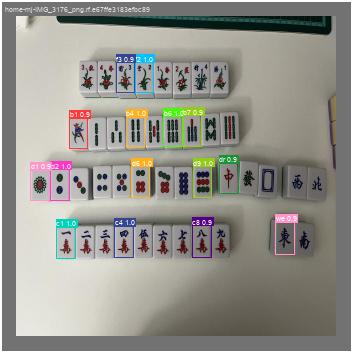 home-mj-IMG_3176_png.rf.e67ffe3183efbc89
f3 0.9 f2 1.0
b1 0.9 b4 1.0 b6 1.0 b7 0.9
d1 0.9 d2 1.0 d6 1.0 d9 1.0 dr 0.9
中 發 西 北
c1 1.0 c4 1.0 c8 0.9 we 0.9
一 二 三 四 伍 六 七 八 九 東 南
萬 萬 萬 萬 萬 萬 萬 萬 萬